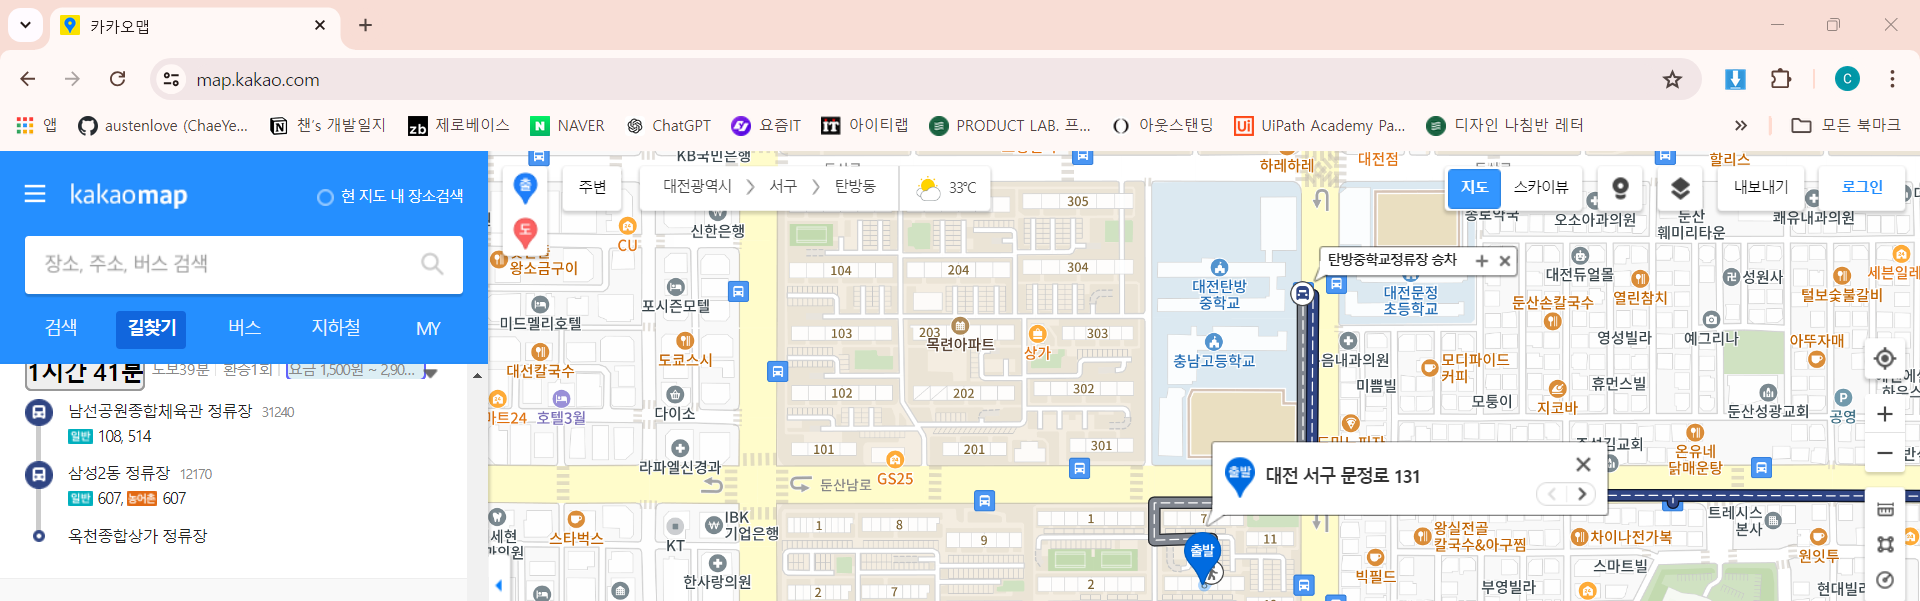 카카오맵
map.kakao.com
앱
austenlove (ChaeYe...
챈's 개발일지
제로베이스
NAVER
ChatGPT
요즘IT
아이티랩
PRODUCT LAB. 프...
아웃스탠딩
UiPath Academy Pa...
디자인 나침반 레터
모든 북마크
kakaomap
현 지도 내 장소검색
장소, 주소, 버스 검색
검색
길찾기
버스
지하철
MY
1시간 41분 도보39분 환승1회 요금 1,500원 ~ 2,90...
남선공원종합체육관 정류장 31240
일반 108, 514
삼성2동 정류장 12170
일반 607, 농어촌 607
옥천종합상가 정류장
출
도
주변
대전광역시
서구
탄방동
33℃
지도
스카이뷰
내보내기
로그인
KB국민은행
하레하레
대전점
할리스
신한은행
CU
왕소금구이
305
종로약국
오소아과의원
둔산
훼미리타운
쾌유내과의원
탄방중학교정류장 승차
104
204
304
대전탄방
중학교
대전문정
초등학교
대전듀얼몰
성원사
세븐일레
포시즌모텔
미드멜리호텔
둔산손칼국수
열린참치
털보숯불갈비
103
203
목련아파트
상가
303
충남고등학교
영성빌라
예그리나
아뚜자매
도쿄스시
대선칼국수
음내과의원
모디파이드
커피
미쁨빌
휴먼스빌
102
202
302
마트24
호텔3월
다이소
모퉁이
지코바
둔산성광교회
공영
101
201
301
라파엘신경과
GS25
둔산남로
온유네
닭매운탕
출발
대전 서구 문정로 131
IBK
기업은행
KT
스타벅스
세현
1
8
9
1
7
11
트레시스
본사
왕실전골
칼국수&아구찜
차이나전가복
원잇투
출발
한사랑의원
2
7
2
빅필드
부영빌라
스마트빌
현대빌라